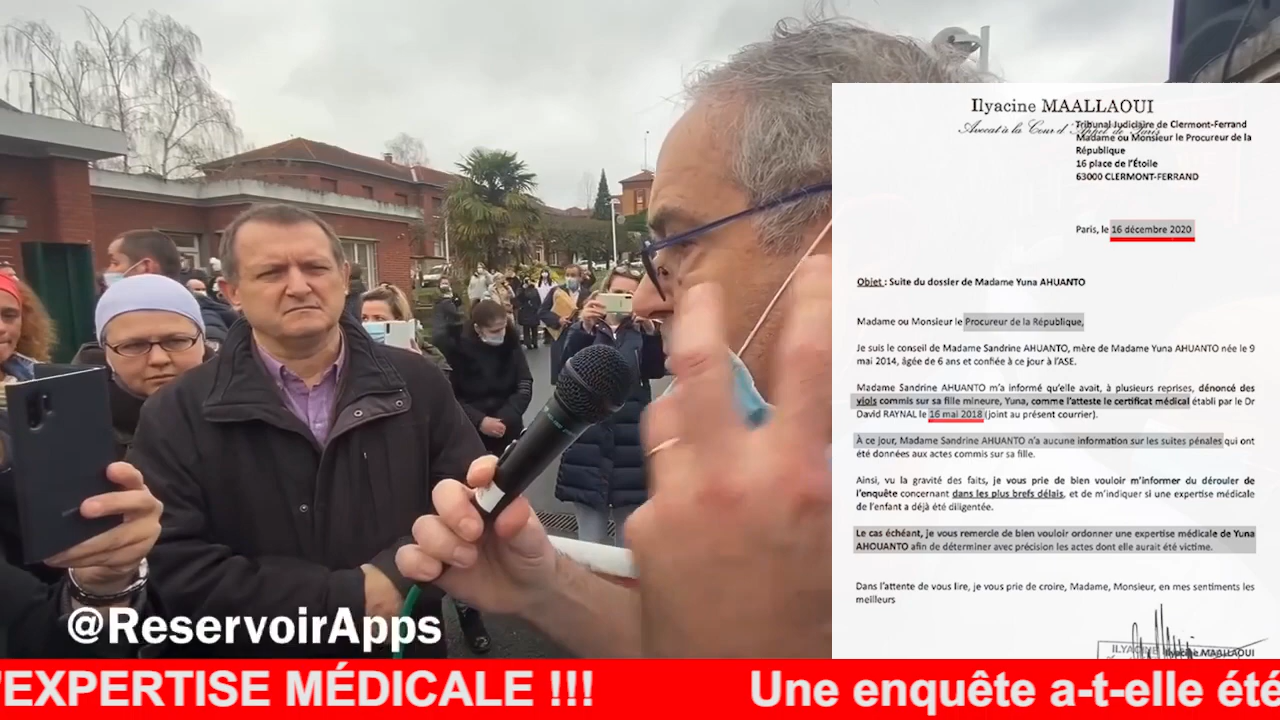 Ilyacine MAALLAOUI
Avocat à la Cour d'Appel de Paris
Tribunal Judiciaire de Clermont-Ferrand
Madame ou Monsieur le Procureur de la
République
16 place de l'Étoile
63000 CLERMONT-FERRAND
Paris, le 16 décembre 2020
Objet : Suite du dossier de Madame Yuna AHUANTO
Madame ou Monsieur le Procureur de la République,
Je suis le conseil de Madame Sandrine AHUANTO, mère de Madame Yuna AHUANTO née le 9
mai 2014, âgée de 6 ans et confiée à ce jour à l'ASE.
Madame Sandrine AHUANTO m'a informé qu'elle avait, à plusieurs reprises, dénoncé des
viols commis sur sa fille mineure, Yuna, comme l'atteste le certificat médical établi par le Dr
David RAYNAL le 16 mai 2018 (joint au présent courrier).
À ce jour, Madame Sandrine AHUANTO n'a aucune information sur les suites pénales qui ont
été données aux actes commis sur sa fille.
Ainsi, vu la gravité des faits, je vous prie de bien vouloir m'informer du dérouler de
l'enquête concernant dans les plus brefs délais, et de m'indiquer si une expertise médicale
de l'enfant a déjà été diligentée.
Le cas échéant, je vous remercie de bien vouloir ordonner une expertise médicale de Yuna
AHOUANTO afin de déterminer avec précision les actes dont elle aurait été victime.
Dans l'attente de vous lire, je vous prie de croire, Madame, Monsieur, en mes sentiments les
meilleurs
Ilyacine MAALLAOUI
@ReservoirApps
'EXPERTISE MÉDICALE !!! Une enquête a-t-elle été